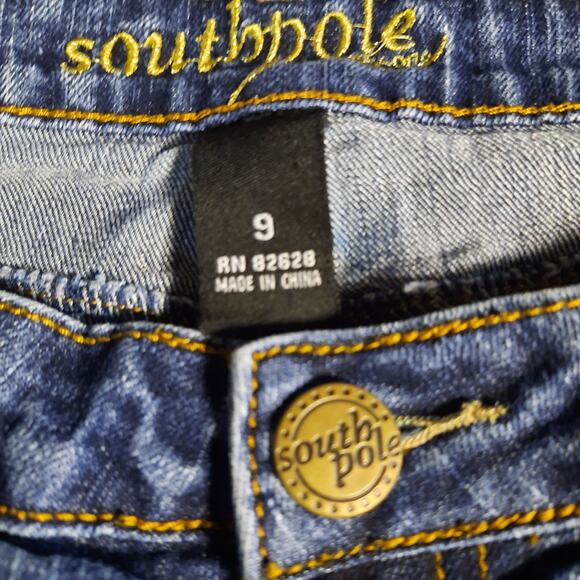 southpole
9
RN 82628
MADE IN CHINA
south
pole